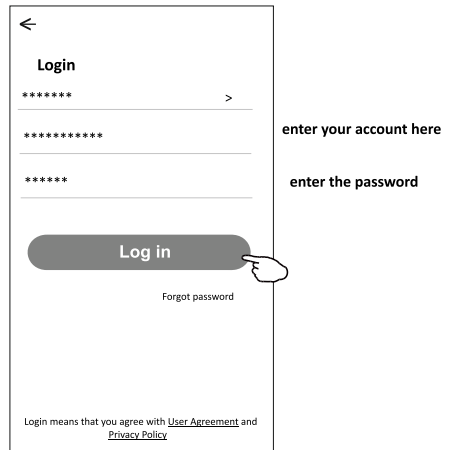 Login
******* >
***********
enter your account here
******
enter the password
Log in
Forgot password
Login means that you agree with User Agreement and
Privacy Policy